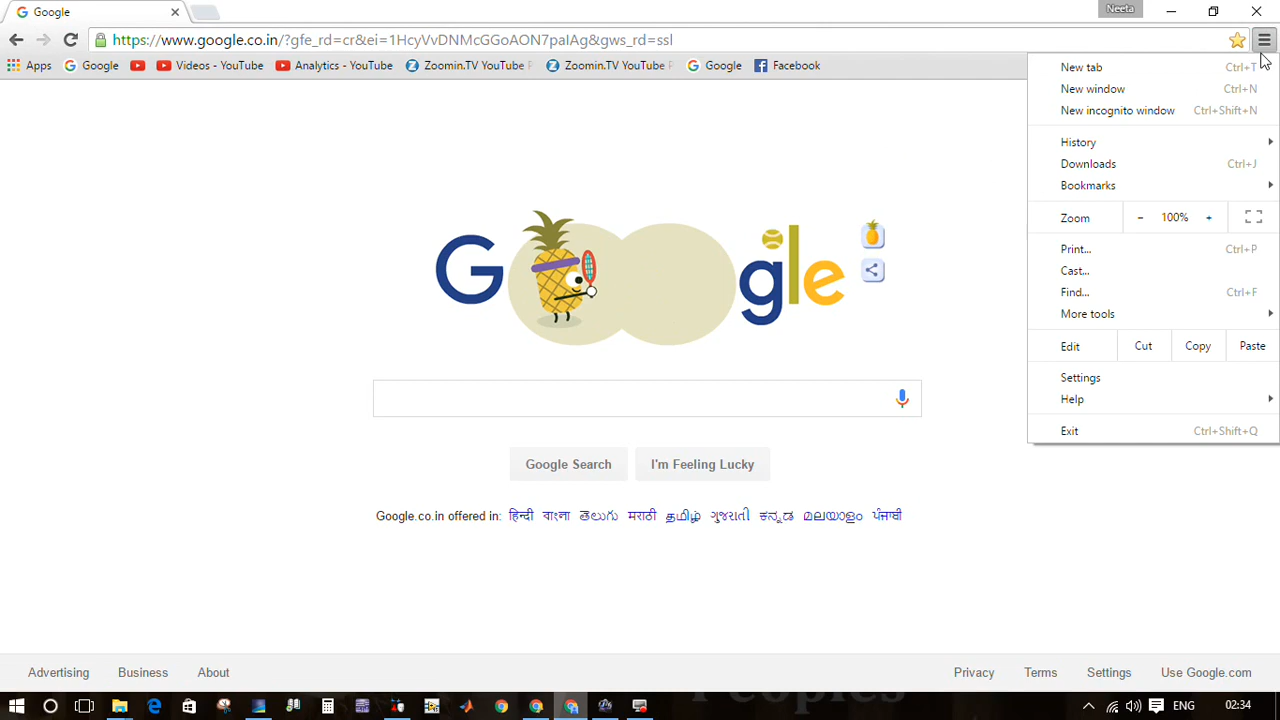 Google
Neeta
https://www.google.co.in/?gfe_rd=cr&ei=1HcyVvDNMcGGoAON7paIAg&gws_rd=ssl
Apps Google Videos - YouTube Analytics - YouTube Zoomin.TV YouTube P Zoomin.TV YouTube P Google Facebook
New tab Ctrl+T
New window Ctrl+N
New incognito window Ctrl+Shift+N
History
Downloads Ctrl+J
Bookmarks
Zoom - 100% +
Print... Ctrl+P
Cast...
Find... Ctrl+F
More tools
Edit Cut Copy Paste
Settings
Help
Exit Ctrl+Shift+Q
G gle
Google Search I'm Feeling Lucky
Google.co.in offered in: हिन्दी বাংলা తెలుగు मराठी தமிழ் ગુજરાતી ಕನ್ನಡ മലയാളം ਪੰਜਾਬੀ
Advertising Business About Privacy Terms Settings Use Google.com
Peoples
ENG 02:34